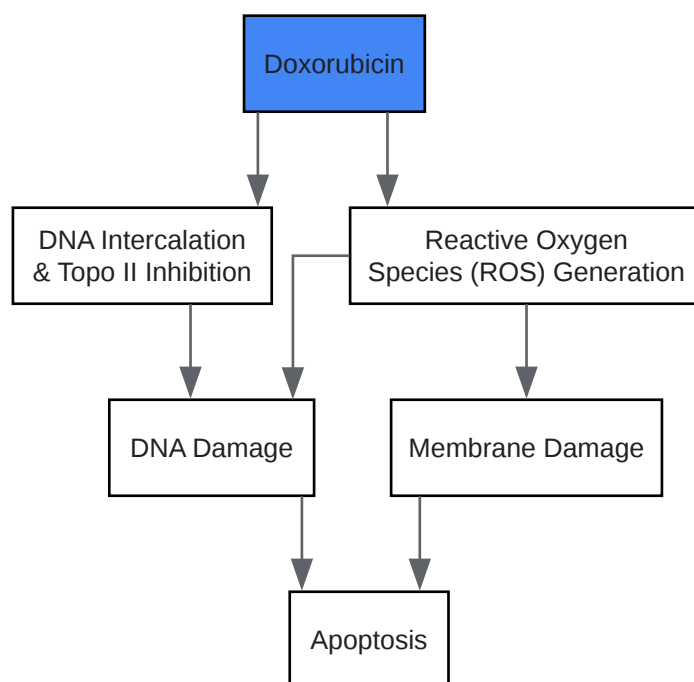 Doxorubicin
DNA Intercalation
& Topo II Inhibition
Reactive Oxygen
Species (ROS) Generation
DNA Damage
Membrane Damage
Apoptosis